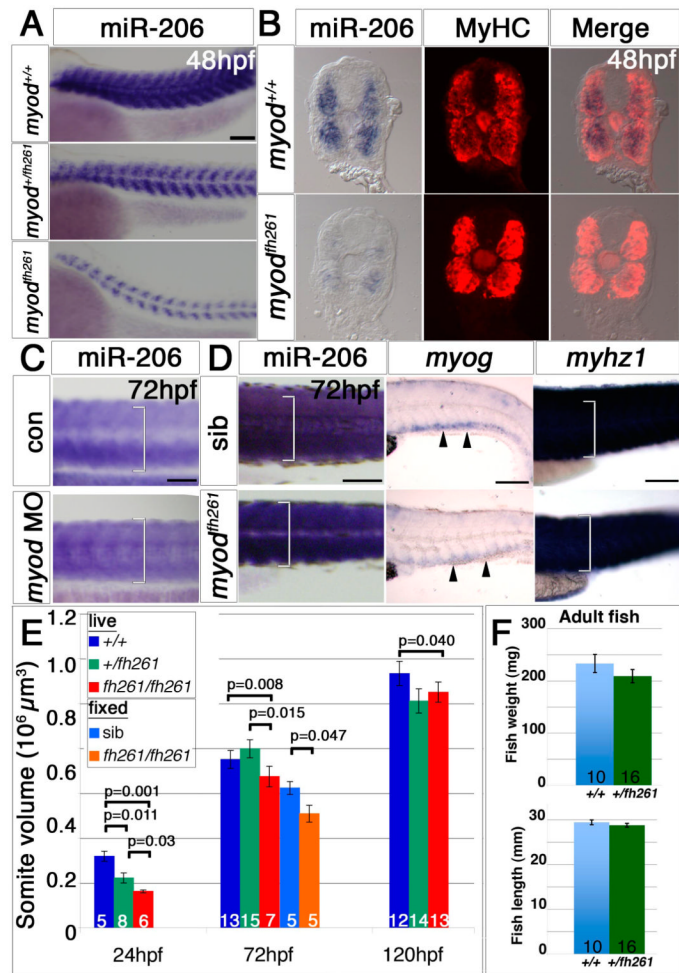 A miR-206
48hpf
myod+/+
myod+/fh261
myodfh261
B miR-206 MyHC Merge
48hpf
myod+/+
myodfh261
C miR-206
72hpf
con
myod MO
D miR-206 myog myhz1
72hpf
sib
myodfh261
E
Somite volume (10⁶ µm³)
1.2
1.0
0.8
0.6
0.4
0.2
0
live
+/+
+/fh261
fh261/fh261
fixed
sib
fh261/fh261
p=0.001
p=0.011
p=0.03
p=0.008
p=0.015
p=0.047
p=0.040
5 8 6 13 15 7 5 5 12 14 13
24hpf 72hpf 120hpf
F Adult fish
Fish weight (mg)
300
200
100
0
10 16
+/+ +/fh261
Fish length (mm)
30
20
10
0
10 16
+/+ +/fh261